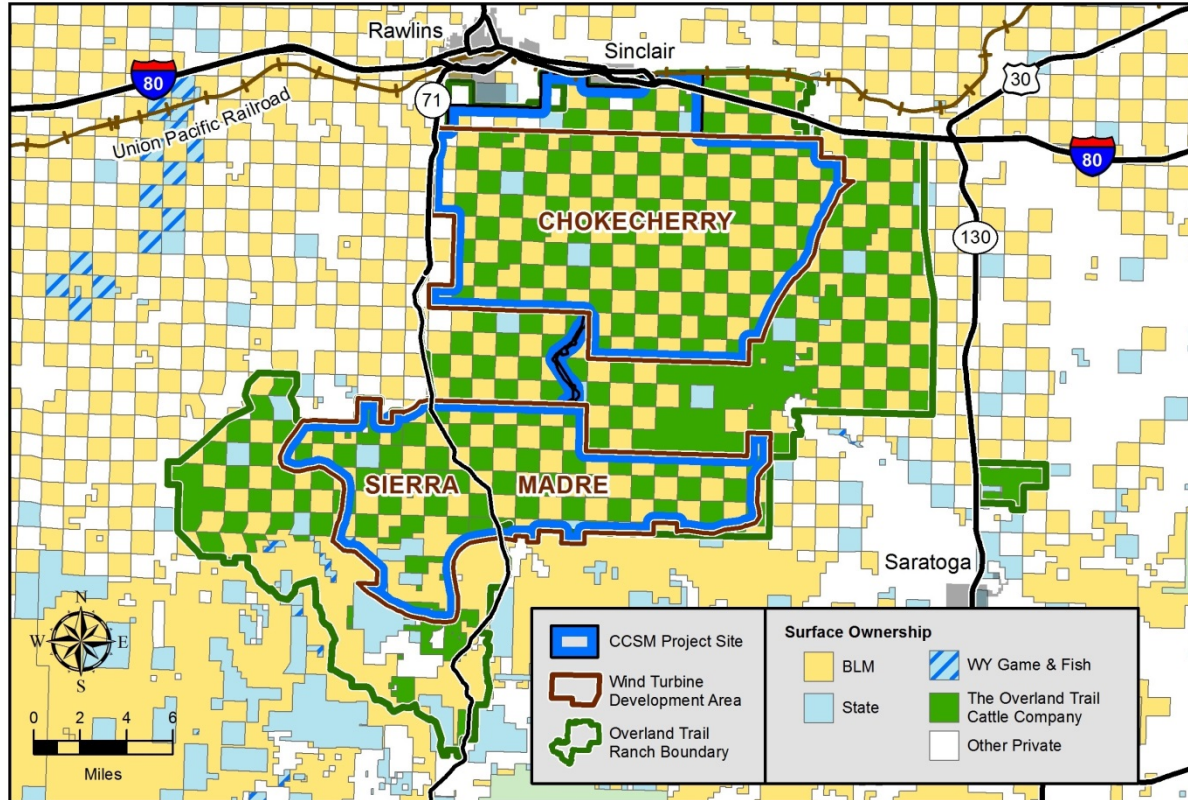 Rawlins
Sinclair
80
30
71
Union Pacific Railroad
80
CHOKECHERRY
130
SIERRA MADRE
Saratoga
N
W E
S
0 2 4 6
Miles
CCSM Project Site
Wind Turbine
Development Area
Overland Trail
Ranch Boundary
Surface Ownership
BLM
WY Game & Fish
State
The Overland Trail
Cattle Company
Other Private